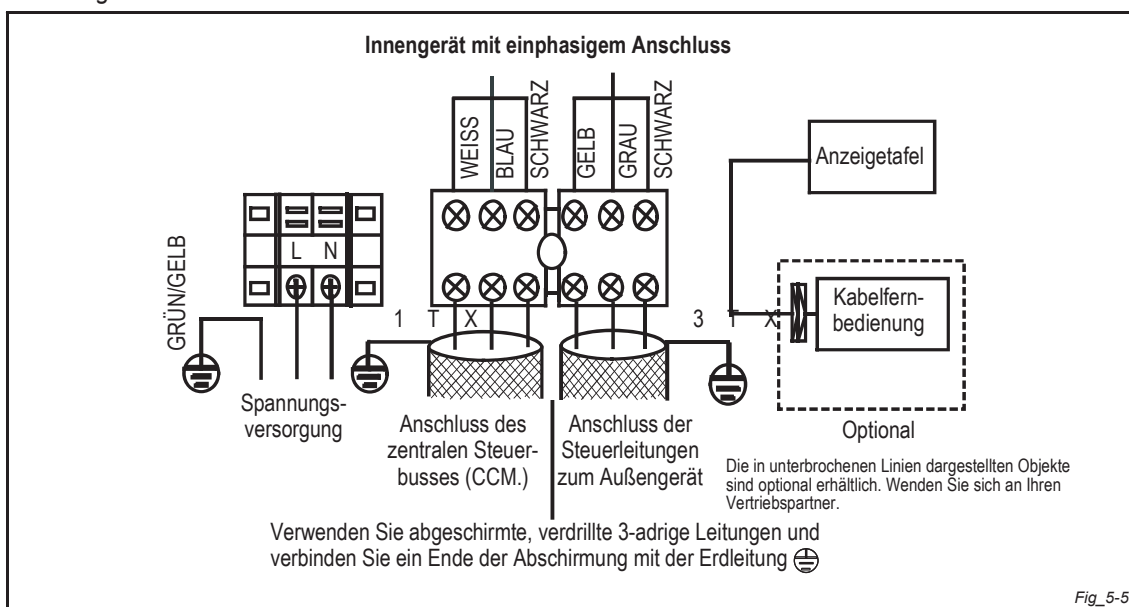 Innengerät mit einphasigem Anschluss
WEISS
BLAU
SCHWARZ
GELB
GRAU
SCHWARZ
Anzeigetafel
GRÜN/GELB
L N
1 T X
3 T X
Kabelfern-
bedienung
Spannungs-
versorgung
Anschluss des
zentralen Steuer-
busses (CCM.)
Anschluss der
Steuerleitungen
zum Außengerät
Optional
Die in unterbrochenen Linien dargestellten Objekte
sind optional erhältlich. Wenden Sie sich an Ihren
Vertriebspartner.
Verwenden Sie abgeschirmte, verdrillte 3-adrige Leitungen und
verbinden Sie ein Ende der Abschirmung mit der Erdleitung
Fig_5-5